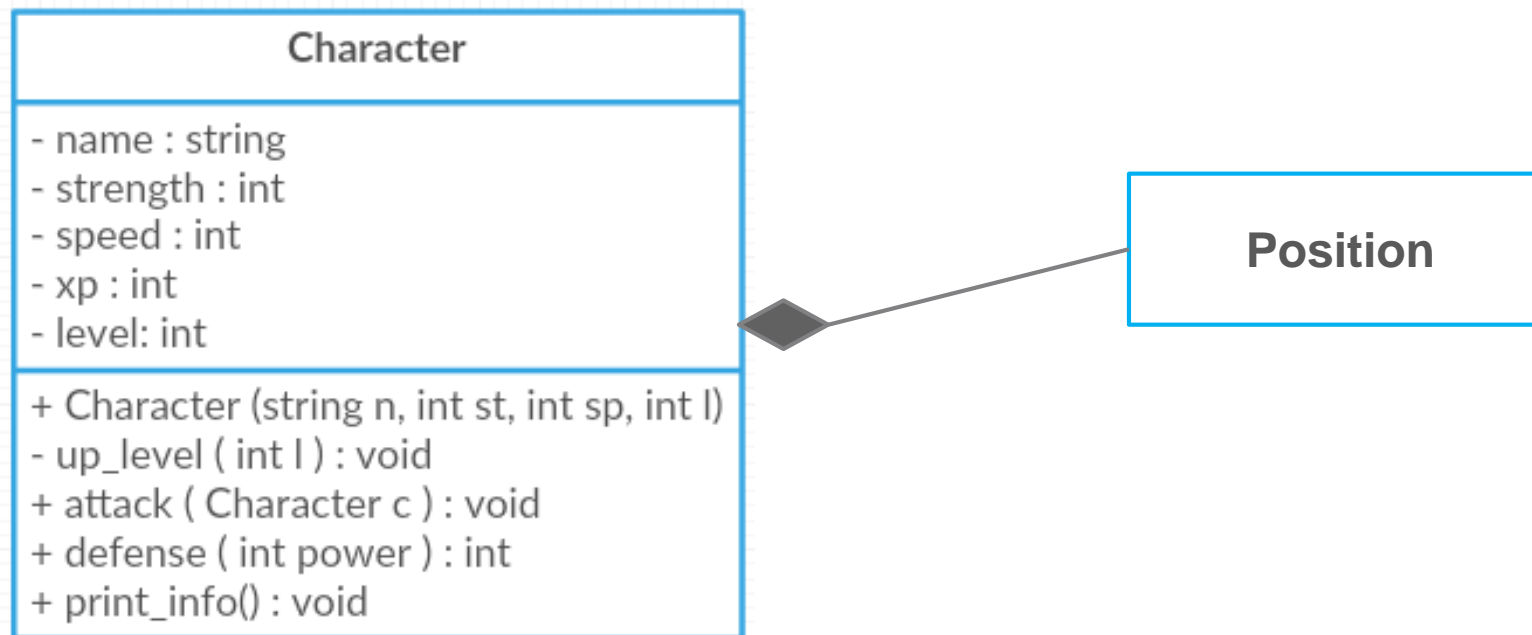 Character
- name : string
- strength : int
- speed : int
- xp : int
- level: int
+ Character (string n, int st, int sp, int l)
- up_level ( int l ) : void
+ attack ( Character c ) : void
+ defense ( int power ) : int
+ print_info() : void
Position